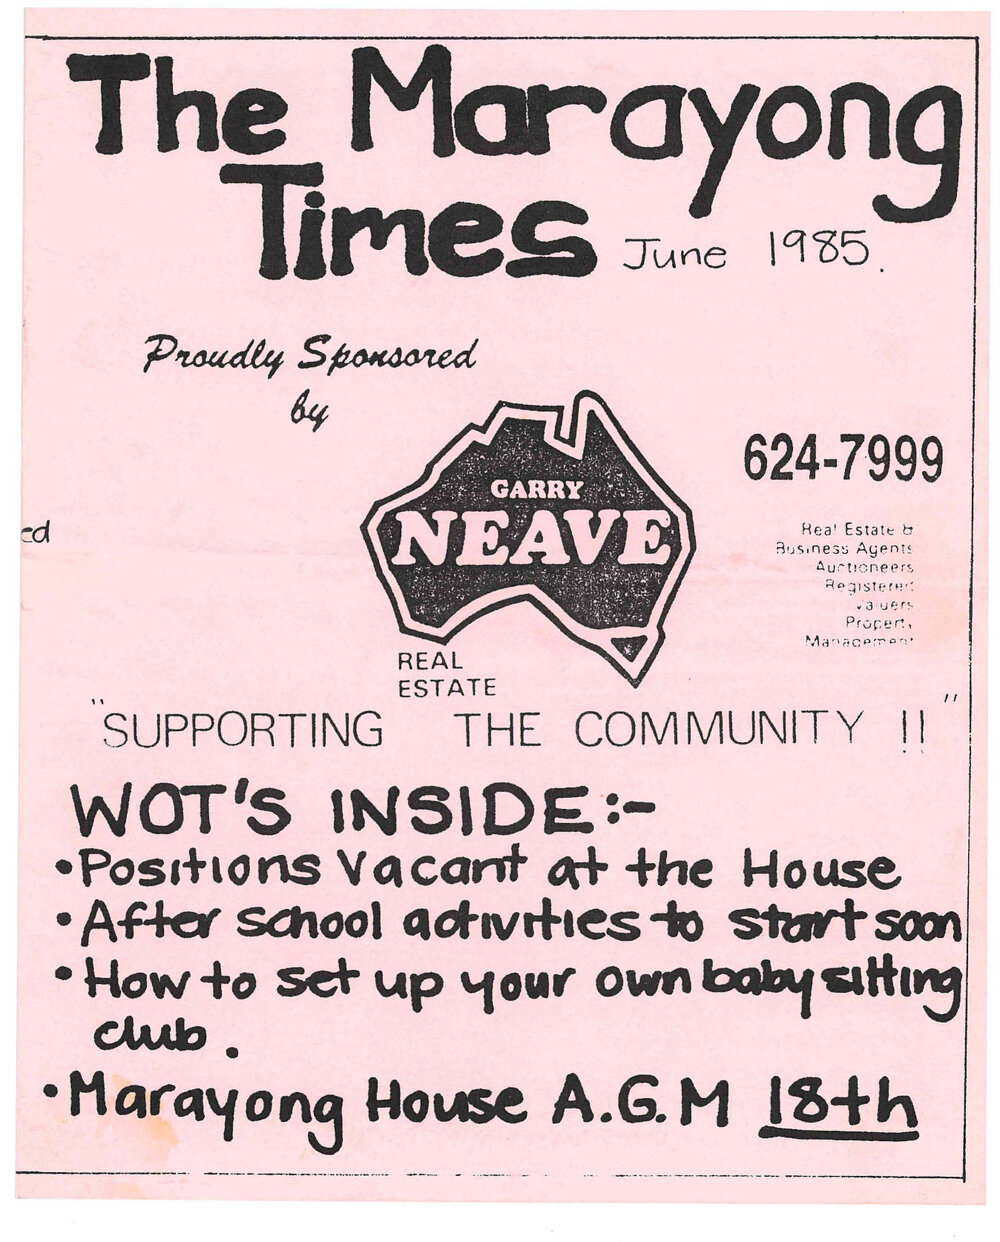 The Marayong
Times June 1985.
Proudly Sponsored
by
GARRY
NEAVE
REAL
ESTATE
624-7999
Real Estate &
Business Agents
Auctioneers
Registered
Valuers
Property
Management
ed
"SUPPORTING THE COMMUNITY !!"
WOT'S INSIDE:-
•Positions Vacant at the House
•After school activities to start soon
•How to set up your own baby sitting
club.
•Marayong House A.G.M 18th